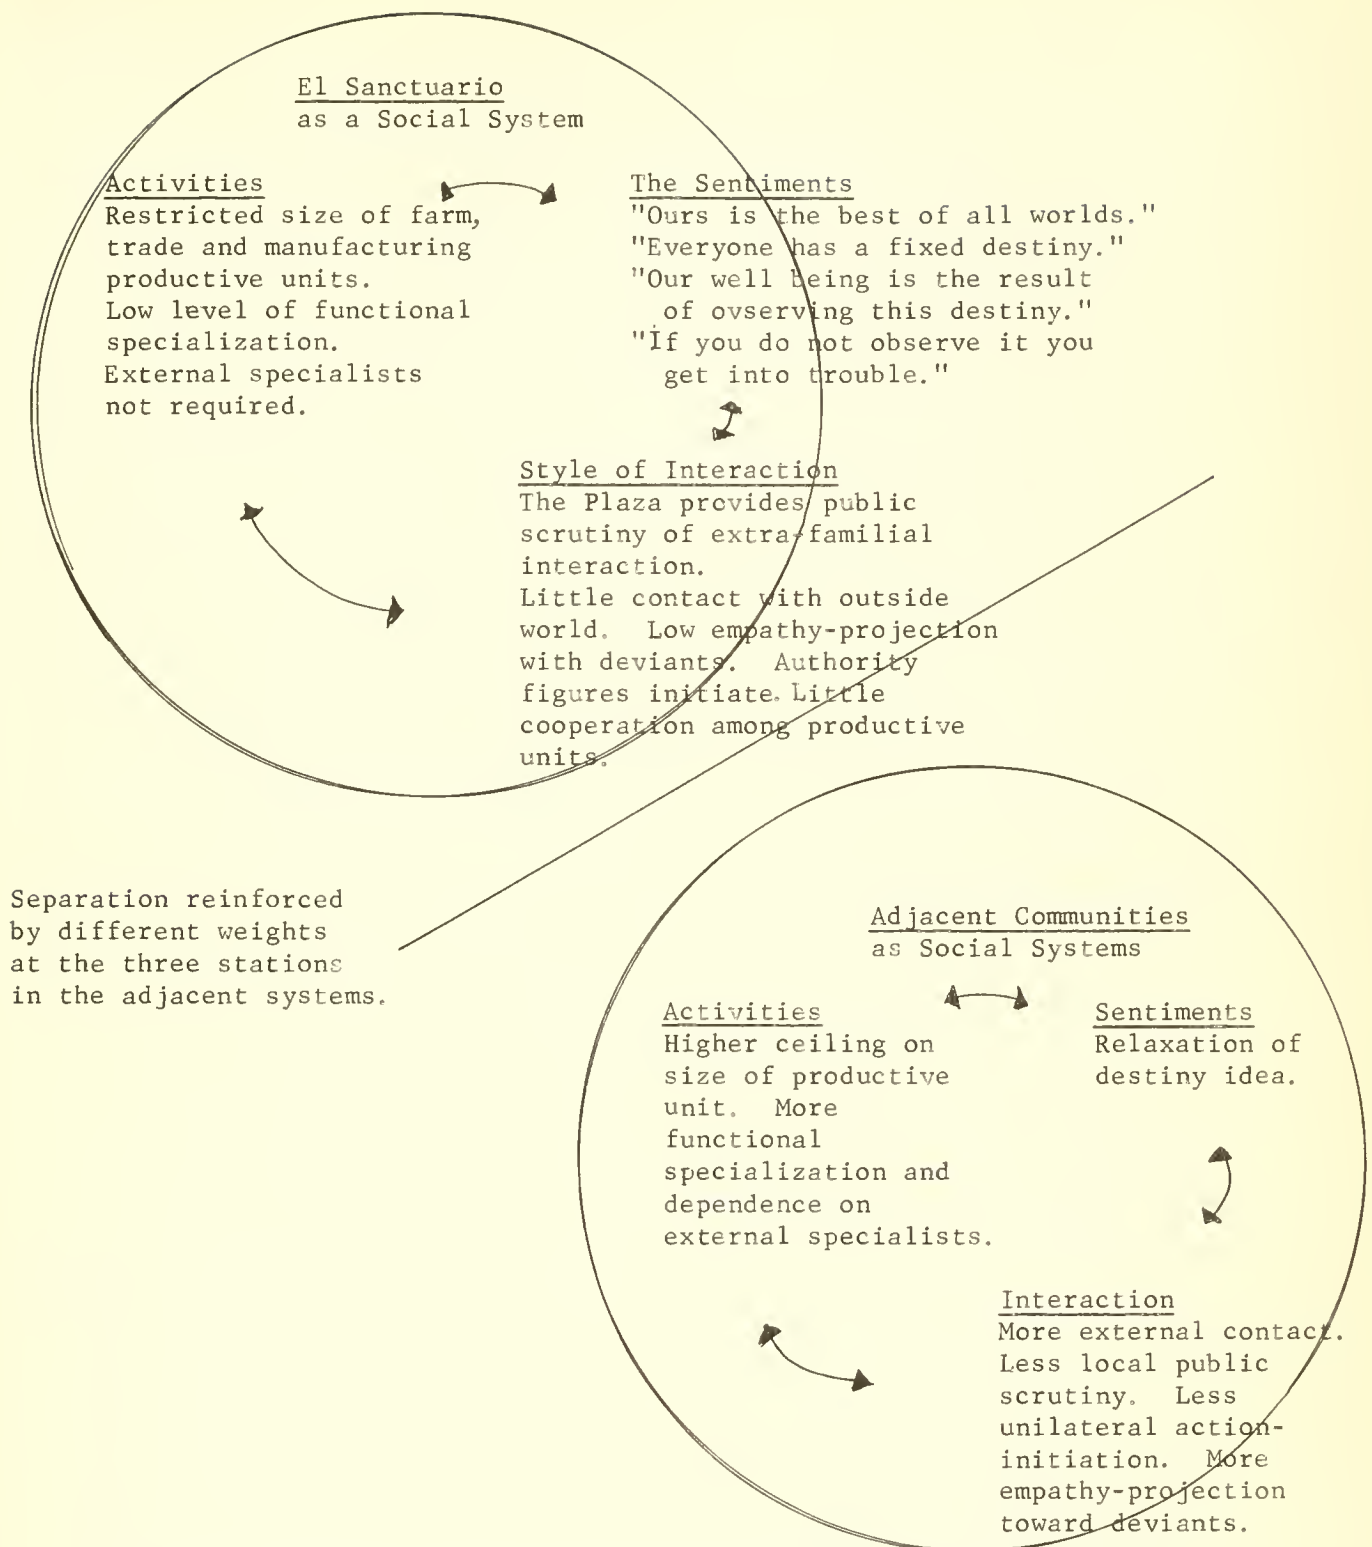 El Sanctuario
as a Social System
Activities
Restricted size of farm,
trade and manufacturing
productive units.
Low level of functional
specialization.
External specialists
not required.
The Sentiments
"Ours is the best of all worlds."
"Everyone has a fixed destiny."
"Our well being is the result
of ovserving this destiny."
"If you do not observe it you
get into trouble."
Style of Interaction
The Plaza provides public
scrutiny of extra-familial
interaction.
Little contact with outside
world. Low empathy-projection
with deviants. Authority
figures initiate. Little
cooperation among productive
units.
Separation reinforced
by different weights
at the three stations
in the adjacent systems.
Adjacent Communities
as Social Systems
Activities
Higher ceiling on
size of productive
unit. More
functional
specialization and
dependence on
external specialists.
Sentiments
Relaxation of
destiny idea.
Interaction
More external contact.
Less local public
scrutiny. Less
unilateral action-
initiation. More
empathy-projection
toward deviants.